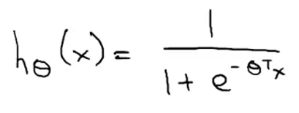 hθ(x) = 1 / (1 + e^(-θᵀx))